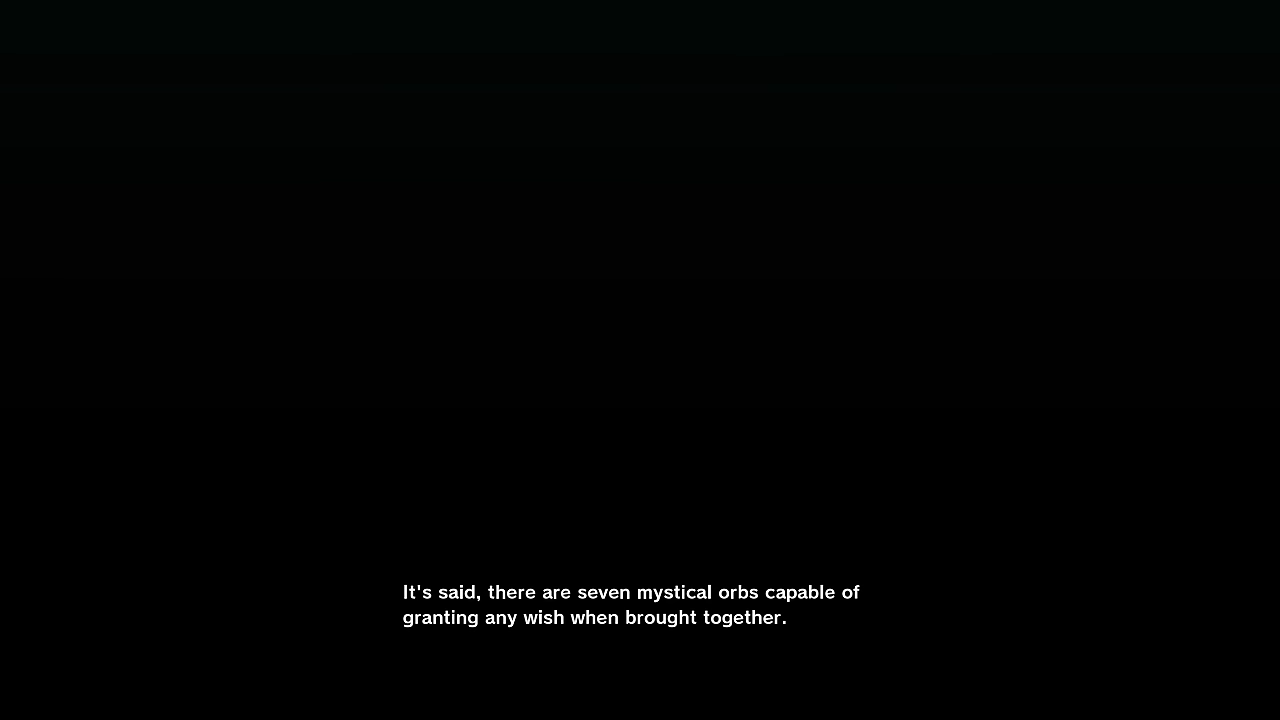 It's said, there are seven mystical orbs capable of
granting any wish when brought together.